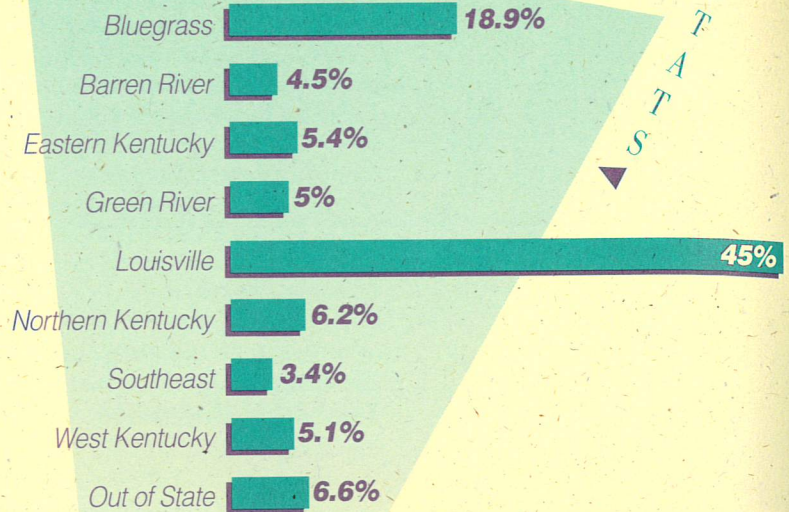 Bluegrass 18.9%
Barren River 4.5%
Eastern Kentucky 5.4%
Green River 5%
Louisville 45%
Northern Kentucky 6.2%
Southeast 3.4%
West Kentucky 5.1%
Out of State 6.6%
TATS